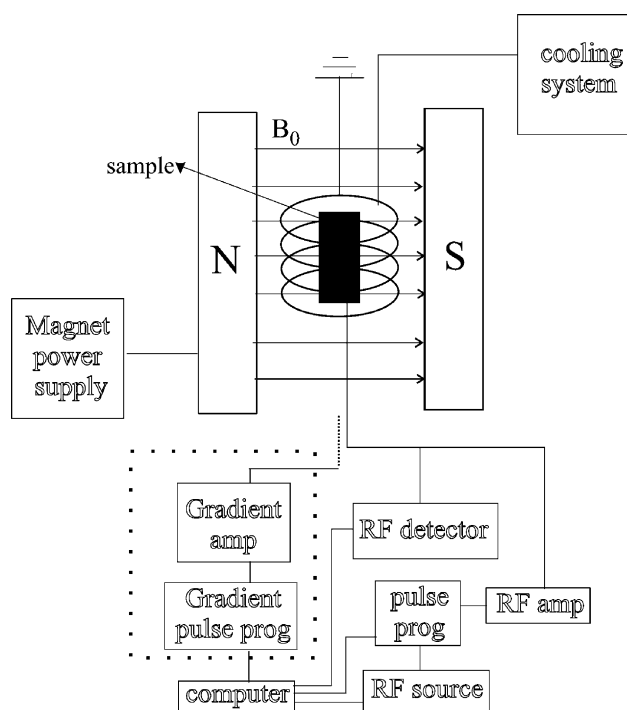 cooling
system
B0
sample
N
S
Magnet
power
supply
Gradient
amp
RF detector
Gradient
pulse prog
pulse
prog
RF amp
computer
RF source